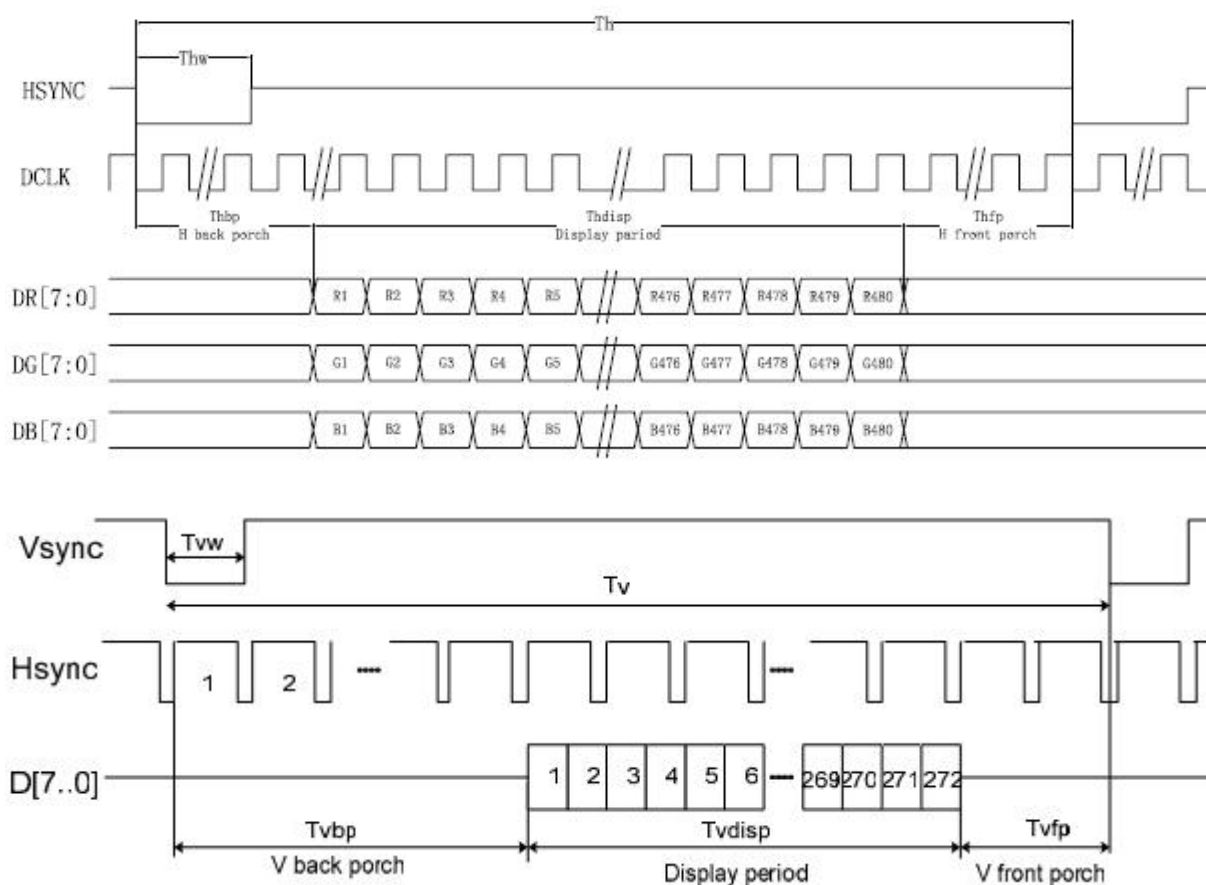 Th
Thw
HSYNC
DCLK
Thbp Thdisp Thfp
H back porch Display period H front porch
DR[7:0] R1 R2 R3 R4 R5 R476 R477 R478 R479 R480
DG[7:0] G1 G2 G3 G4 G5 G476 G477 G478 G479 G480
DB[7:0] B1 B2 B3 B4 B5 B476 B477 B478 B479 B480
Vsync Tvw
Tv
Hsync 1 2 ----
----
D[7..0] 1 2 3 4 5 6 ---- 269 270 271 272
Tvbp Tvdisp Tvfp
V back porch Display period V front porch